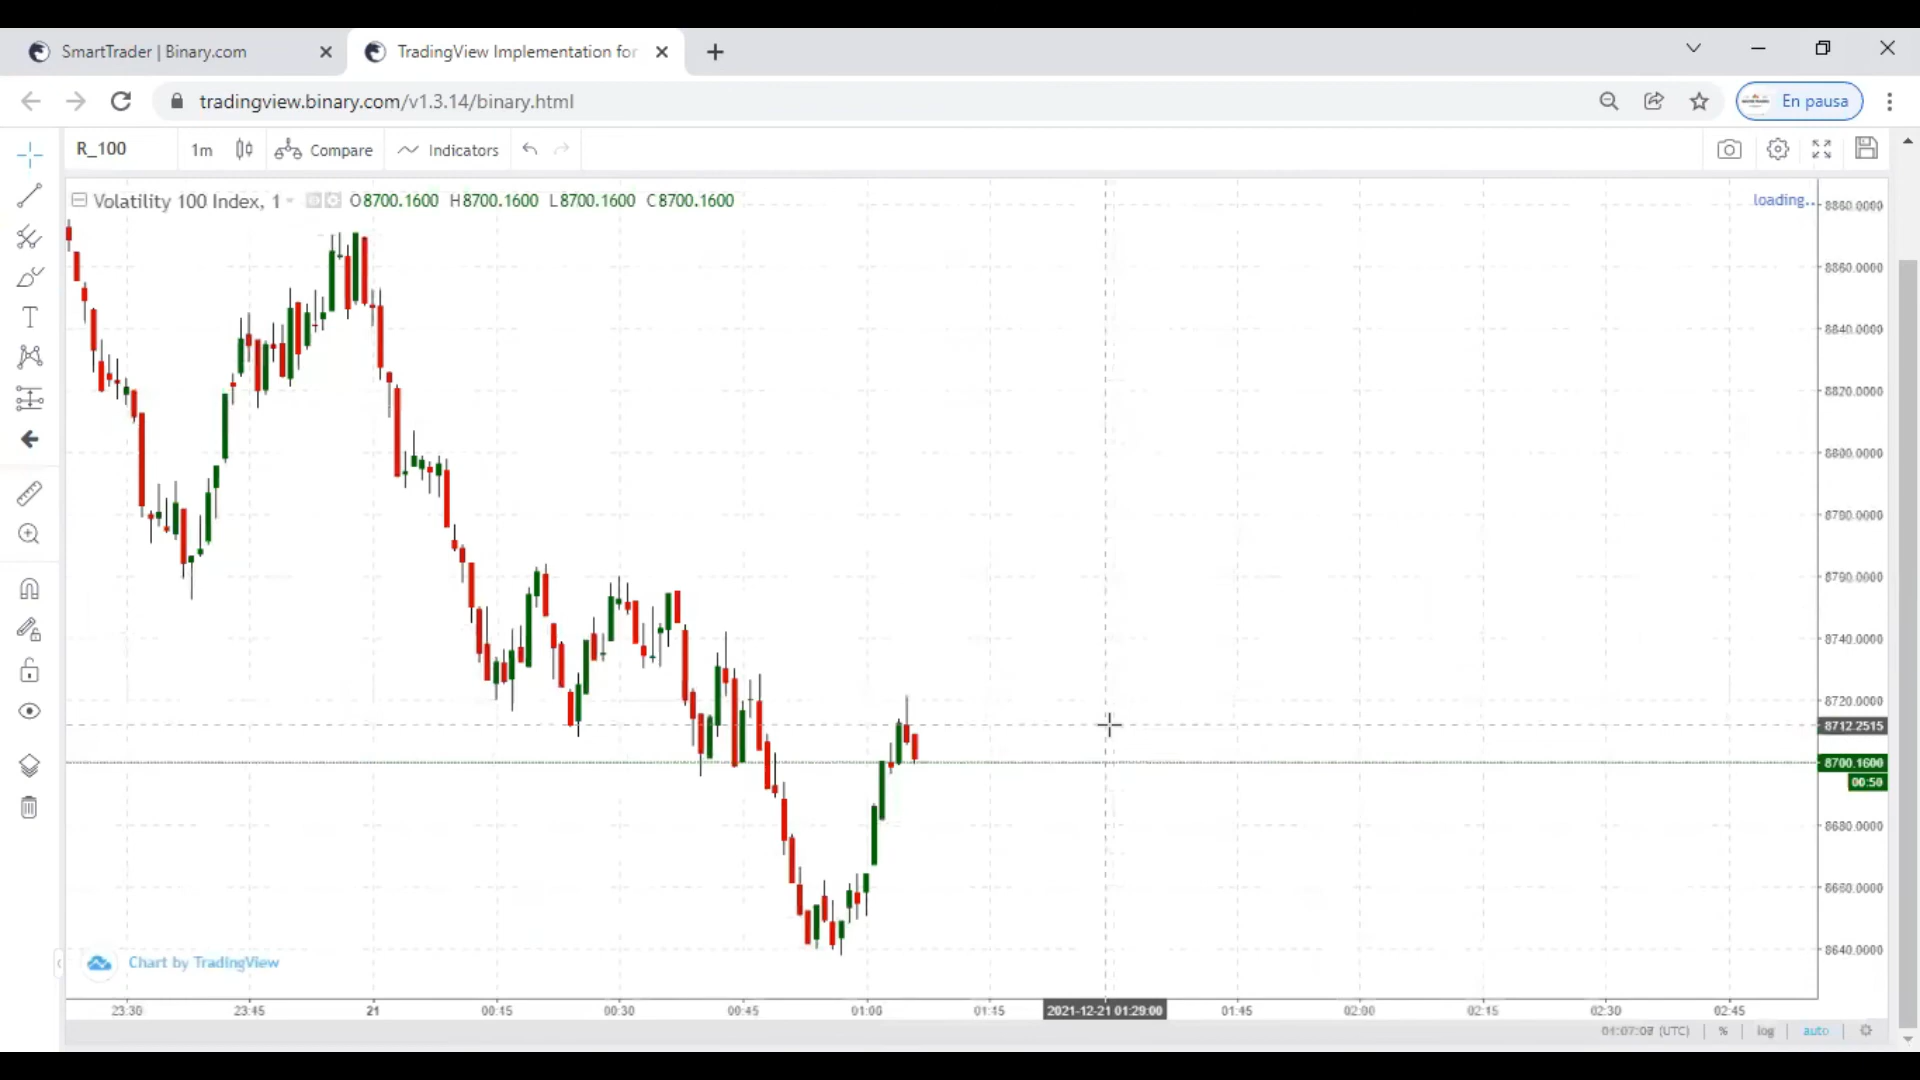 SmartTrader | Binary.com
TradingView Implementation for
tradingview.binary.com/v1.3.14/binary.html
En pausa
R_100
1m
Compare
Indicators
Volatility 100 Index, 1
O8700.1600 H8700.1600 L8700.1600 C8700.1600
loading..
8860.0000
8840.0000
8820.0000
8800.0000
8780.0000
8760.0000
8740.0000
8720.0000
8712.2515
8700.1600
00:50
8680.0000
8660.0000
8640.0000
Chart by TradingView
23:30 23:45 21 00:15 00:30 00:45 01:00 01:15 2021-12-21 01:29:00 01:45 02:00 02:15 02:30 02:45
(UTC) % log auto